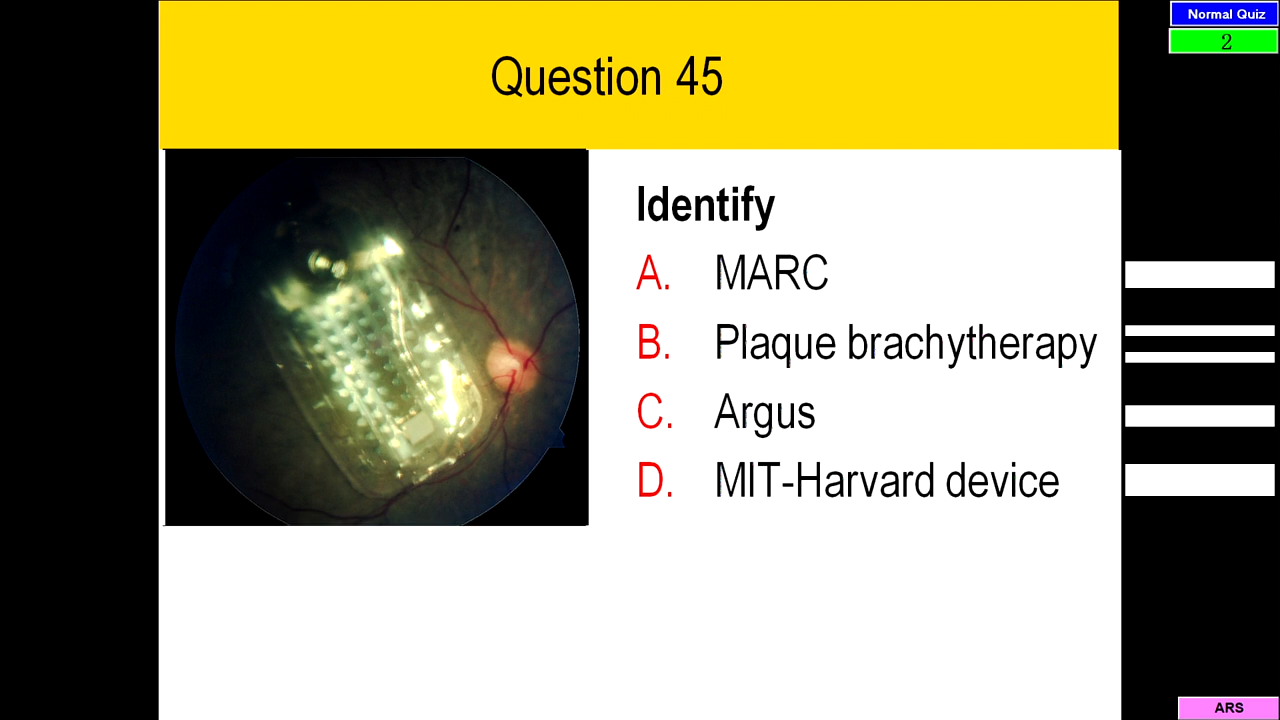 Normal Quiz
2
Question 45
Identify
A. MARC
B. Plaque brachytherapy
C. Argus
D. MIT-Harvard device
ARS